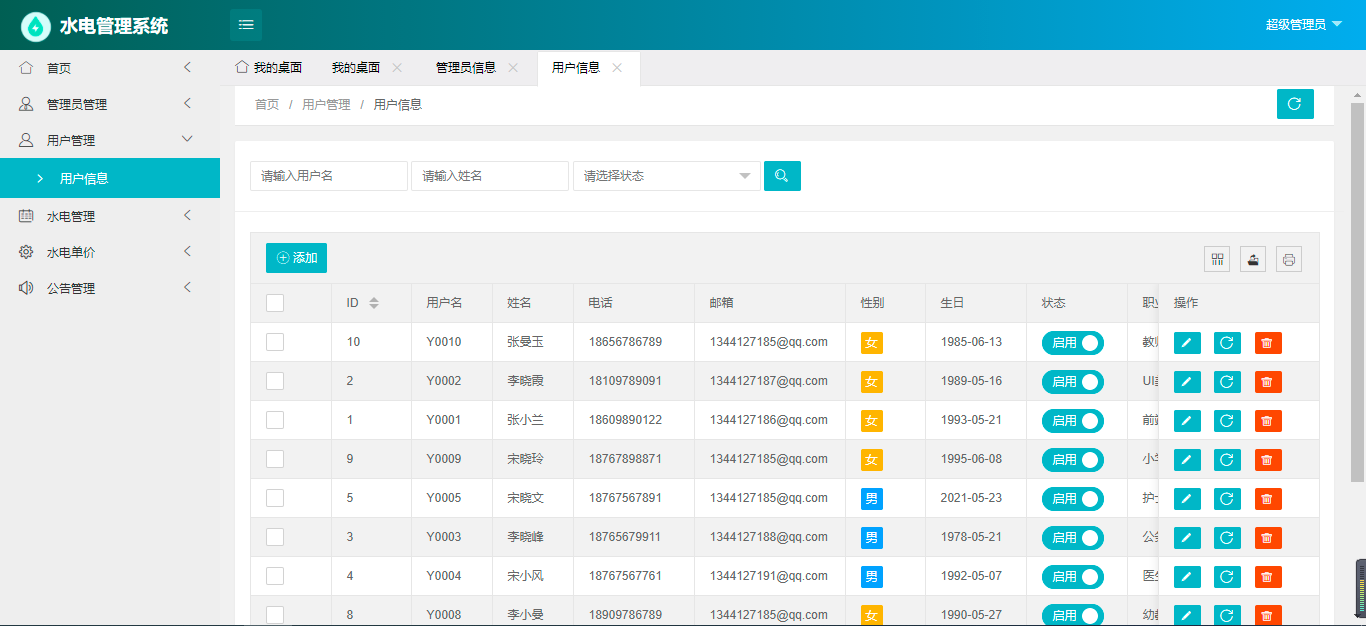 水电管理系统
超级管理员
首页
管理员管理
用户管理
用户信息
水电管理
水电单价
公告管理
我的桌面 我的桌面 管理员信息 用户信息
首页 / 用户管理 / 用户信息
请输入用户名 请输入姓名 请选择状态
添加
ID 用户名 姓名 电话 邮箱 性别 生日 状态 职 操作
10 Y0010 张曼玉 18656786789 1344127185@qq.com 女 1985-06-13 启用 教
2 Y0002 李晓霞 18109789091 1344127187@qq.com 女 1989-05-16 启用 UI
1 Y0001 张小兰 18609890122 1344127186@qq.com 女 1993-05-21 启用 前
9 Y0009 宋晓玲 18767898871 1344127185@qq.com 女 1995-06-08 启用 小
5 Y0005 宋晓文 18767567891 1344127185@qq.com 男 2021-05-23 启用 护
3 Y0003 李晓峰 18765679911 1344127188@qq.com 男 1978-05-21 启用 公
4 Y0004 宋小风 18767567761 1344127191@qq.com 男 1992-05-07 启用 医
8 Y0008 李小曼 18909786789 1344127185@qq.com 女 1990-05-27 启用 幼